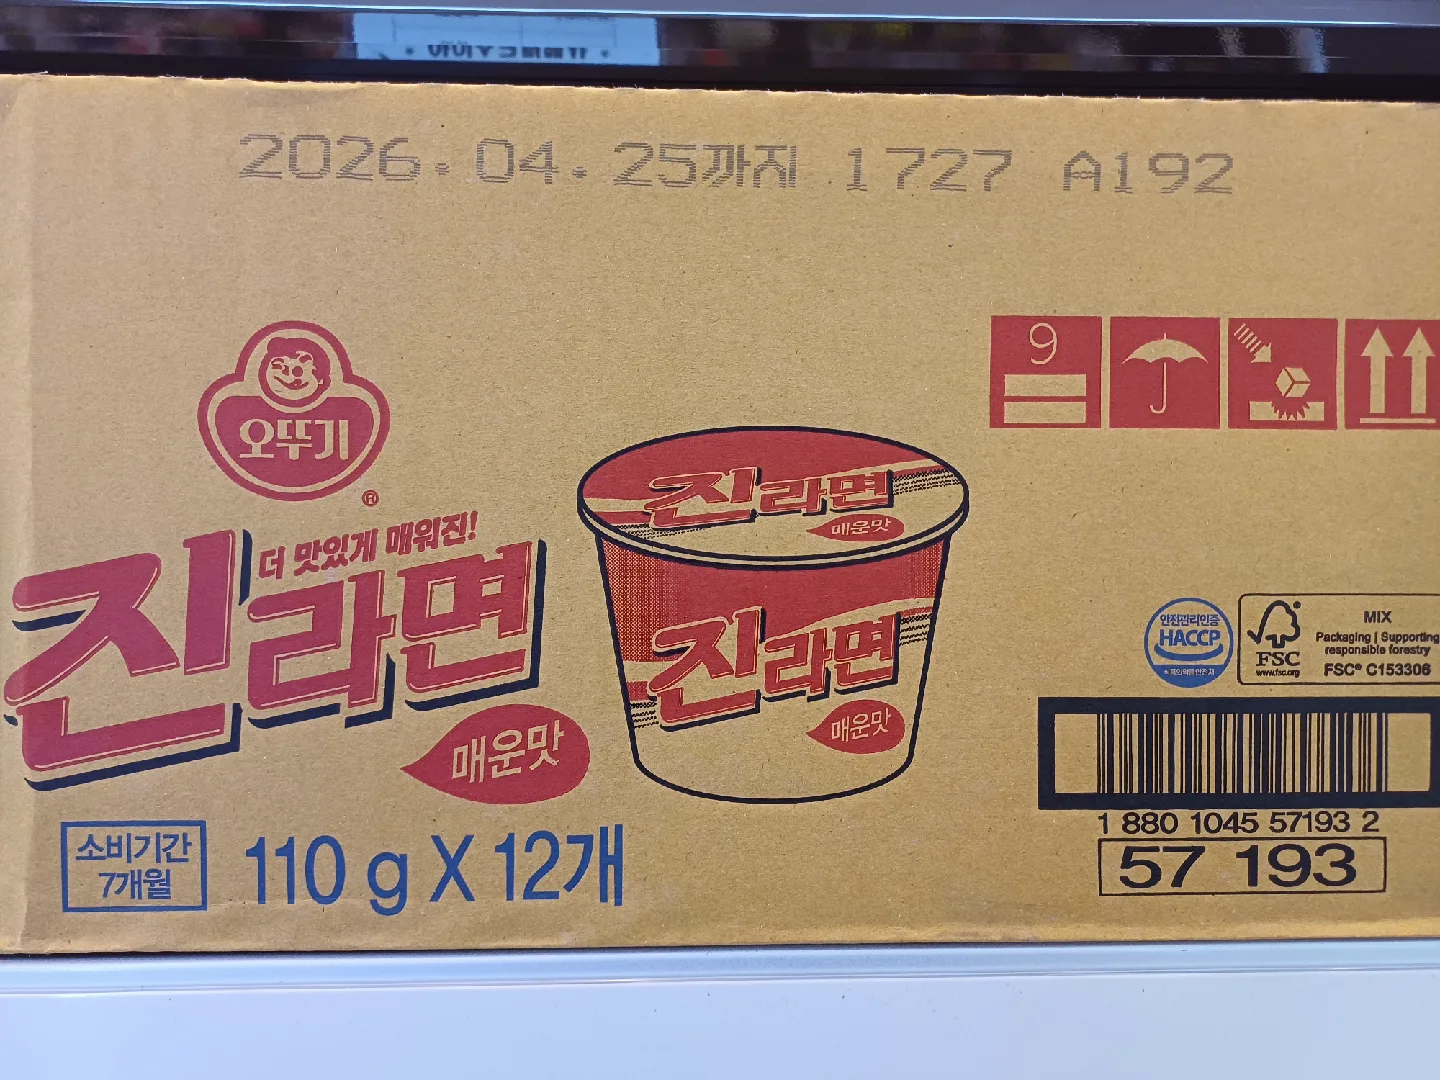 2026.04.25까지 1727 A192
9
오뚜기
®
더 맛있게 매워진!
진라면
매운맛
진라면
매운맛
진라면
매운맛
안전관리인증
HACCP
FSC
www.fsc.org
MIX
Packaging | Supporting
responsible forestry
FSC® C153306
1 880 1045 57193 2
57 193
소비기간
7개월
110 g X 12개